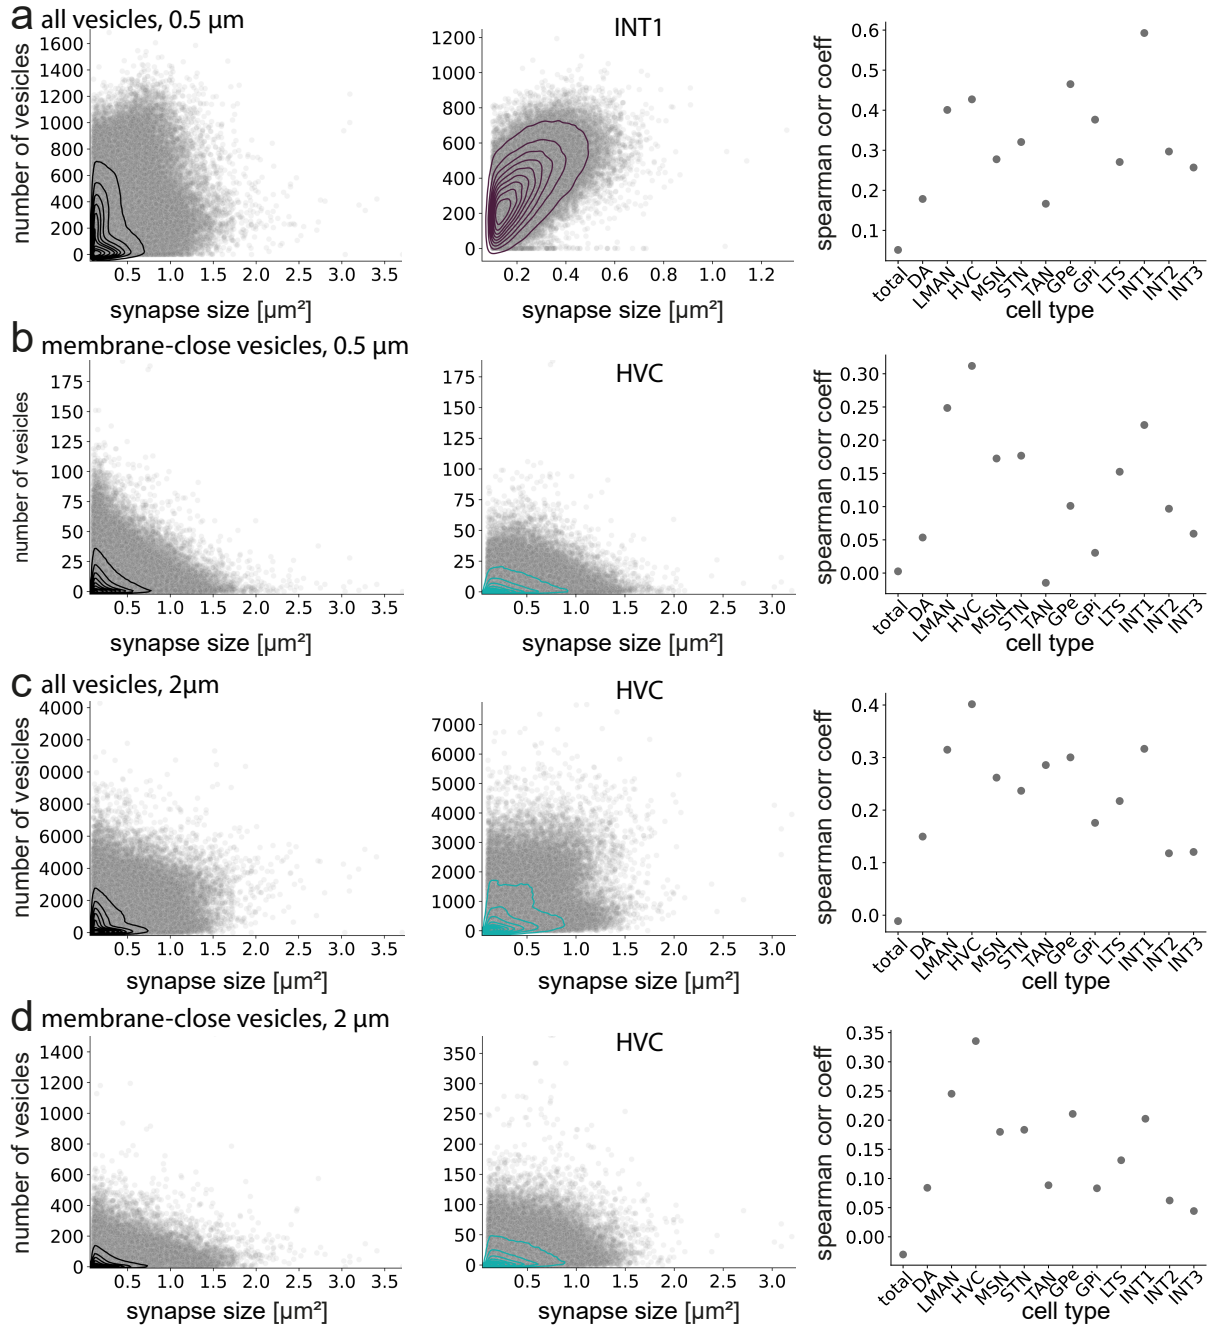 a all vesicles, 0.5 µm
INT1
number of vesicles
1600
1400
1200
1000
800
600
400
200
0
0.5 1.0 1.5 2.0 2.5 3.0 3.5
synapse size [µm²]
1200
1000
800
600
400
200
0
0.2 0.4 0.6 0.8 1.0 1.2
synapse size [µm²]
spearman corr coeff
0.6
0.5
0.4
0.3
0.2
0.1
total DA LMAN HVC MSN STN TAN GPe GPi LTS INT1 INT2 INT3
cell type
b membrane-close vesicles, 0.5 µm
HVC
number of vesicles
175
150
125
100
75
50
25
0
0.5 1.0 1.5 2.0 2.5 3.0 3.5
synapse size [µm²]
175
150
125
100
75
50
25
0
0.5 1.0 1.5 2.0 2.5 3.0
synapse size [µm²]
spearman corr coeff
0.30
0.25
0.20
0.15
0.10
0.05
0.00
total DA LMAN HVC MSN STN TAN GPe GPi LTS INT1 INT2 INT3
cell type
c all vesicles, 2µm
HVC
number of vesicles
4000
2000
0000
8000
6000
4000
2000
0
0.5 1.0 1.5 2.0 2.5 3.0 3.5
synapse size [µm²]
7000
6000
5000
4000
3000
2000
1000
0
0.5 1.0 1.5 2.0 2.5 3.0
synapse size [µm²]
spearman corr coeff
0.4
0.3
0.2
0.1
0.0
total DA LMAN HVC MSN STN TAN GPe GPi LTS INT1 INT2 INT3
cell type
d membrane-close vesicles, 2 µm
HVC
number of vesicles
1400
1200
1000
800
600
400
200
0
0.5 1.0 1.5 2.0 2.5 3.0 3.5
synapse size [µm²]
350
300
250
200
150
100
50
0
0.5 1.0 1.5 2.0 2.5 3.0
synapse size [µm²]
spearman corr coeff
0.35
0.30
0.25
0.20
0.15
0.10
0.05
0.00
total DA LMAN HVC MSN STN TAN GPe GPi LTS INT1 INT2 INT3
cell type